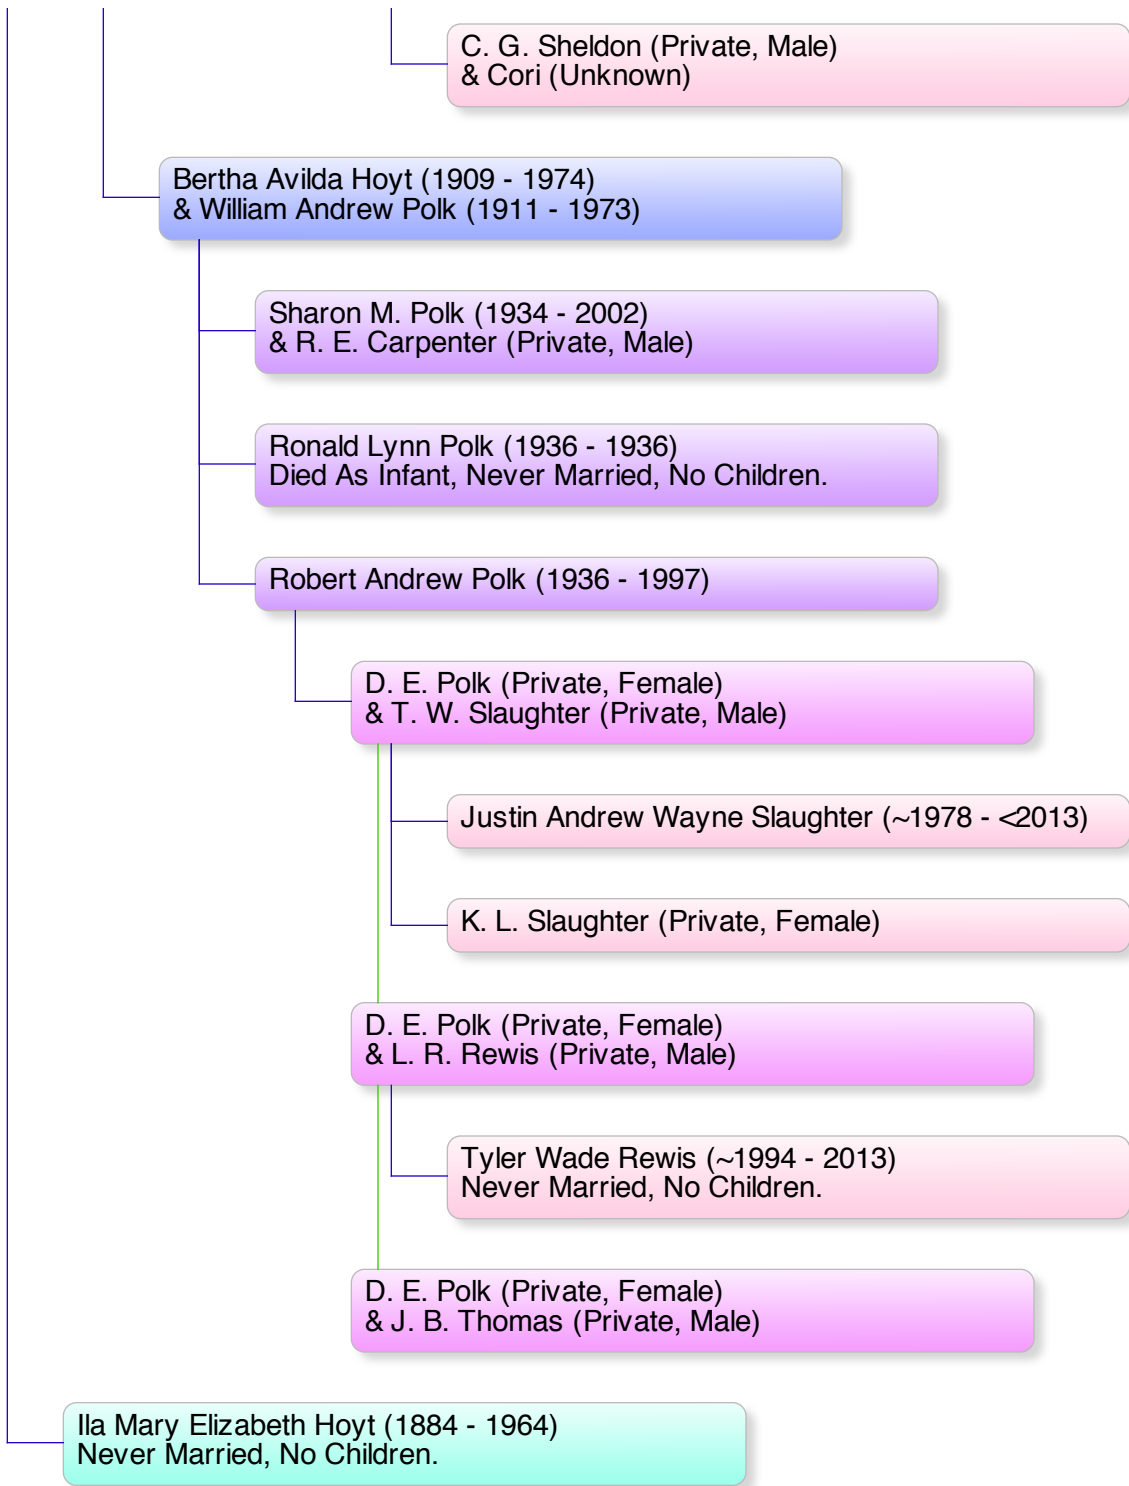 C. G. Sheldon (Private, Male)
& Cori (Unknown)
Bertha Avilda Hoyt (1909 - 1974)
& William Andrew Polk (1911 - 1973)
Sharon M. Polk (1934 - 2002)
& R. E. Carpenter (Private, Male)
Ronald Lynn Polk (1936 - 1936)
Died As Infant, Never Married, No Children.
Robert Andrew Polk (1936 - 1997)
D. E. Polk (Private, Female)
& T. W. Slaughter (Private, Male)
Justin Andrew Wayne Slaughter (~1978 - <2013)
K. L. Slaughter (Private, Female)
D. E. Polk (Private, Female)
& L. R. Rewis (Private, Male)
Tyler Wade Rewis (~1994 - 2013)
Never Married, No Children.
D. E. Polk (Private, Female)
& J. B. Thomas (Private, Male)
Ila Mary Elizabeth Hoyt (1884 - 1964)
Never Married, No Children.